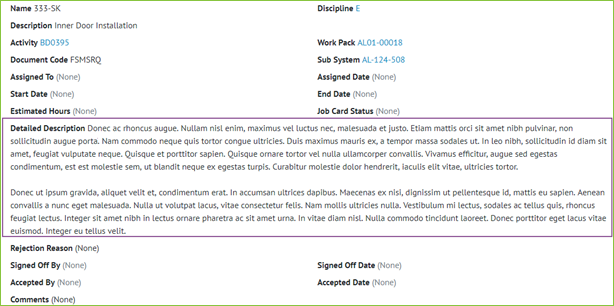 Name 333-SK Discipline E
Description Inner Door Installation
Activity BD0395 Work Pack AL01-00018
Document Code FSMSRQ Sub System AL-124-508
Assigned To (None) Assigned Date (None)
Start Date (None) End Date (None)
Estimated Hours (None) Job Card Status (None)
Detailed Description Donec ac rhoncus augue. Nullam nisl enim, maximus vel luctus nec, malesuada et justo. Etiam mattis orci sit amet nibh pulvinar, non
sollicitudin augue porta. Nam commodo neque quis tortor congue ultricies. Duis maximus mauris ex, a tempor massa sodales ut. In leo nibh, sollicitudin id diam sit
amet, feugiat vulputate neque. Quisque et porttitor sapien. Quisque ornare tortor vel nulla ullamcorper convallis. Vivamus efficitur, augue sed egestas
condimentum, est est molestie sem, ut blandit neque ex egestas turpis. Curabitur molestie dolor hendrerit, iaculis elit vitae, ultricies tortor.
Donec ut ipsum gravida, aliquet velit et, condimentum erat. In accumsan ultrices dapibus. Maecenas ex nisi, dignissim ut pellentesque id, mattis eu sapien. Aenean
convallis a nunc eget malesuada. Nulla ut volutpat lacus, vitae consectetur felis. Nam mollis ultricies nulla. Vestibulum mi lectus, sodales ac tellus quis, rhoncus
feugiat lectus. Integer sit amet nibh in lectus ornare pharetra ac sit amet urna. In vitae diam nisl. Nulla commodo tincidunt laoreet. Donec porttitor eget lacus vitae
euismod. Integer eu tellus velit.
Rejection Reason (None)
Signed Off By (None) Signed Off Date (None)
Accepted By (None) Accepted Date (None)
Comments (None)